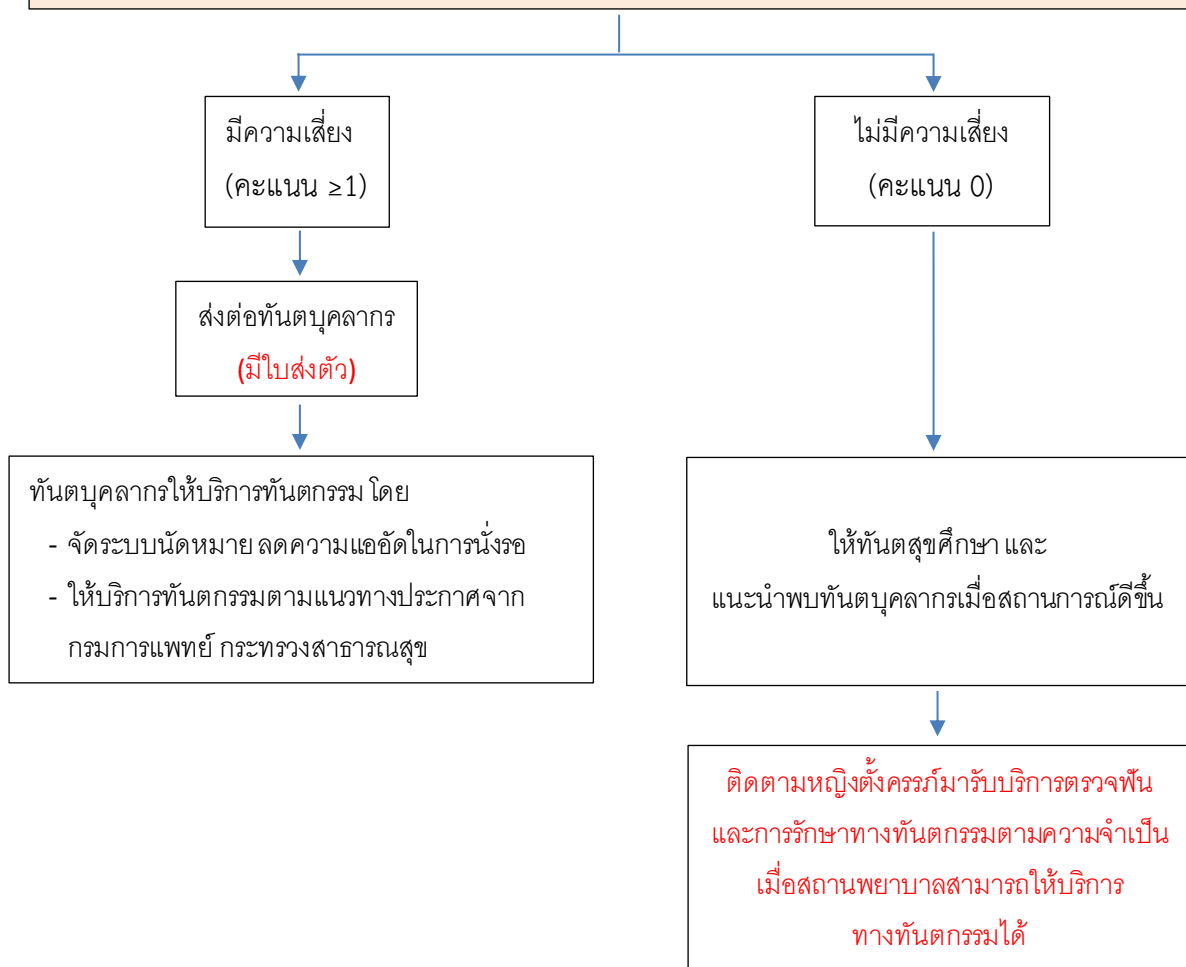 มีความเสี่ยง
(คะแนน ≥1)
ไม่มีความเสี่ยง
(คะแนน 0)
ส่งต่อทันตบุคลากร
(มีใบส่งตัว)
ทันตบุคลากรให้บริการทันตกรรม โดย
- จัดระบบนัดหมาย ลดความแออัดในการนั่งรอ
- ให้บริการทันตกรรมตามแนวทางประกาศจาก
กรมการแพทย์ กระทรวงสาธารณสุข
ให้ทันตสุขศึกษา และ
แนะนำพบทันตบุคลากรเมื่อสถานการณ์ดีขึ้น
ติดตามหญิงตั้งครรภ์มารับบริการตรวจฟัน
และการรักษาทางทันตกรรมตามความจำเป็น
เมื่อสถานพยาบาลสามารถให้บริการ
ทางทันตกรรมได้